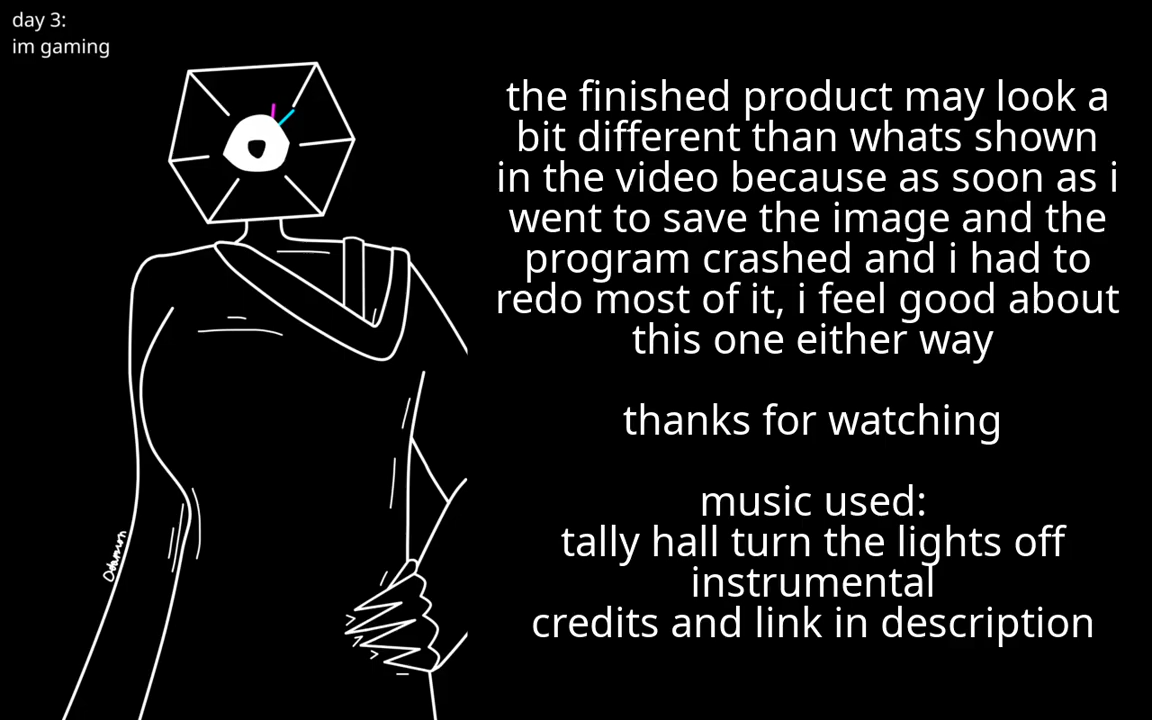 day 3:
im gaming
the finished product may look a
bit different than whats shown
in the video because as soon as i
went to save the image and the
program crashed and i had to
redo most of it, i feel good about
this one either way
thanks for watching
music used:
tally hall turn the lights off
instrumental
credits and link in description